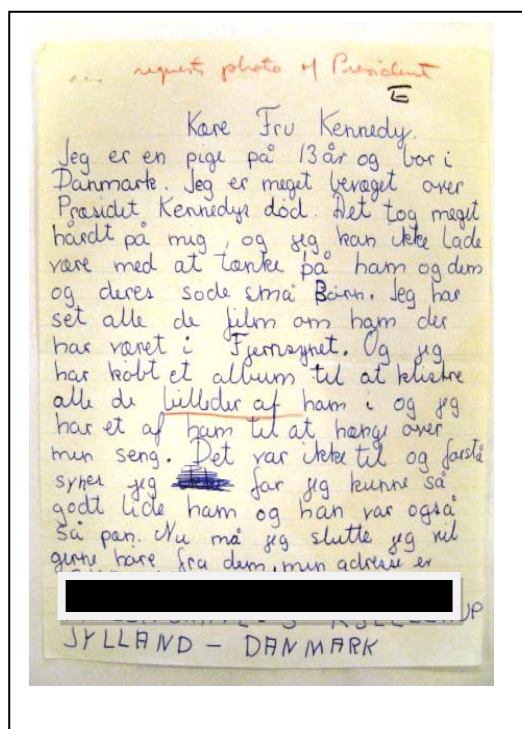 ... requests photo of President
E
Kære Fru Kennedy.
Jeg er en pige på 13 år og bor i
Danmark. Jeg er meget bevæget over
Præsidet Kennedys død. Det tog meget
hårdt på mig, og jeg kan ikke lade
være med at tænke på ham og dem
og deres søde små Børn. Jeg har
set alle de film om ham der
har været i Fjernsynet. Og jeg
har købt et album til at klistre
alle de billeder af ham i og jeg
har et af ham til at hænge over
min seng. Det var ikke til og forstå
synes jeg for jeg kunne så
godt lide ham og han var også
så pæn. Nu må jeg slutte jeg vil
gerne høre fra dem, min adresse er
JYLLAND - DANMARK